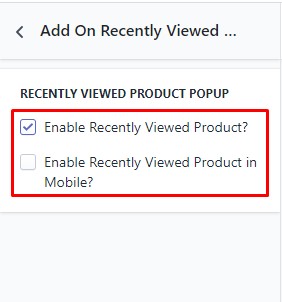 Add On Recently Viewed ...
RECENTLY VIEWED PRODUCT POPUP
Enable Recently Viewed Product?
Enable Recently Viewed Product in
Mobile?